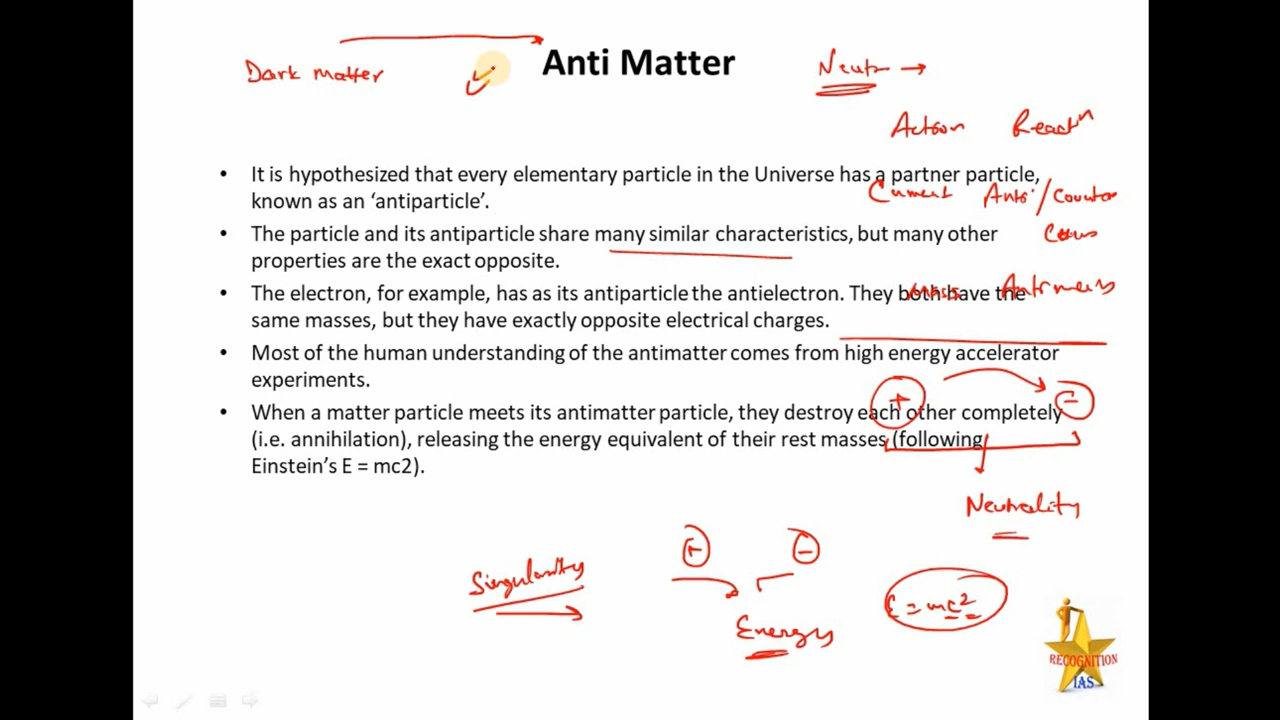 Dark matter
Anti Matter
Neutr →
Action Reactn
• It is hypothesized that every elementary particle in the Universe has a partner particle,
known as an ‘antiparticle’.
Current Anti / Counter
• The particle and its antiparticle share many similar characteristics, but many other
properties are the exact opposite.
• The electron, for example, has as its antiparticle the antielectron. They both have the
same masses, but they have exactly opposite electrical charges.
mass Antimass
• Most of the human understanding of the antimatter comes from high energy accelerator
experiments.
+ −
• When a matter particle meets its antimatter particle, they destroy each other completely
(i.e. annihilation), releasing the energy equivalent of their rest masses (following
Einstein’s E = mc2).
Neutrality
+ −
Singularity
E = mc²
Energy
RECOGNITION
IAS